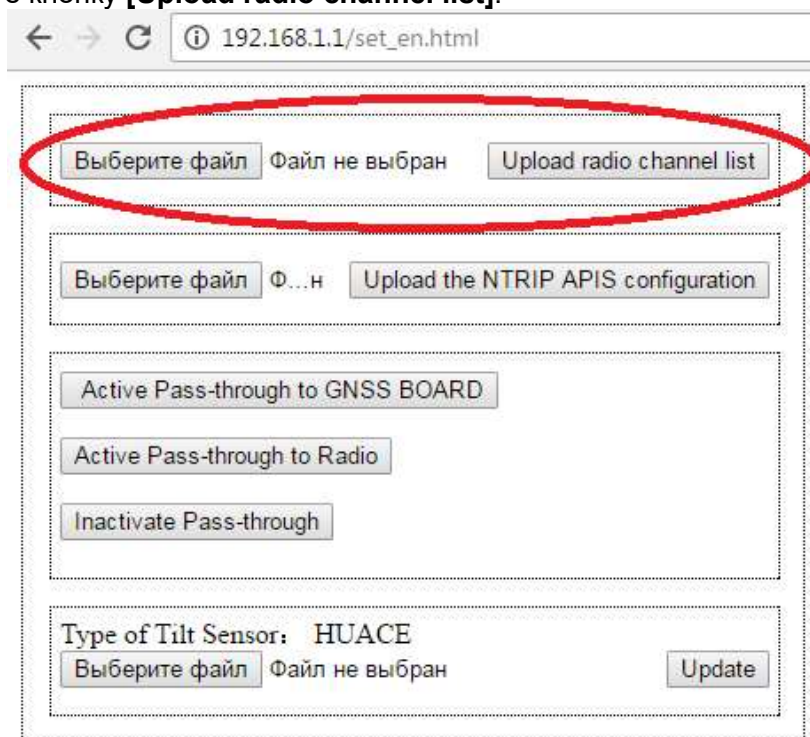 кнопку [Upload radio channel list].
192.168.1.1/set_en.html
Выберите файл Файл не выбран Upload radio channel list
Выберите файл Ф...н Upload the NTRIP APIS configuration
Active Pass-through to GNSS BOARD
Active Pass-through to Radio
Inactivate Pass-through
Type of Tilt Sensor： HUACE
Выберите файл Файл не выбран Update